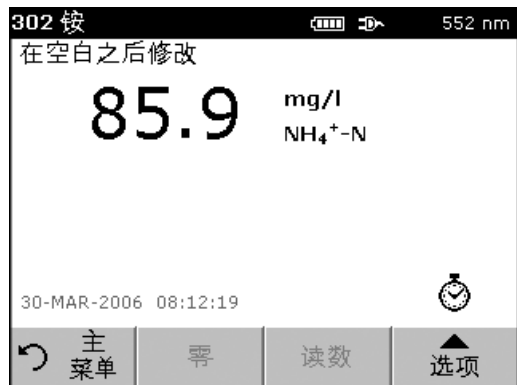 302 铵 552 nm
在空白之后修改
85.9 mg/l
NH₄⁺-N
30-MAR-2006 08:12:19
主菜单 零 读数 选项